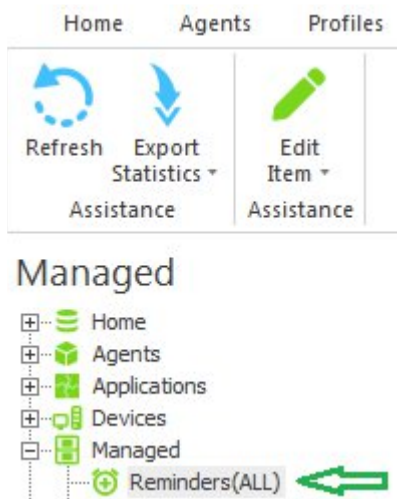 Home Agents Profiles
Refresh Export Edit
Statistics Item
Assistance Assistance
Managed
Home
Agents
Applications
Devices
Managed
Reminders(ALL)